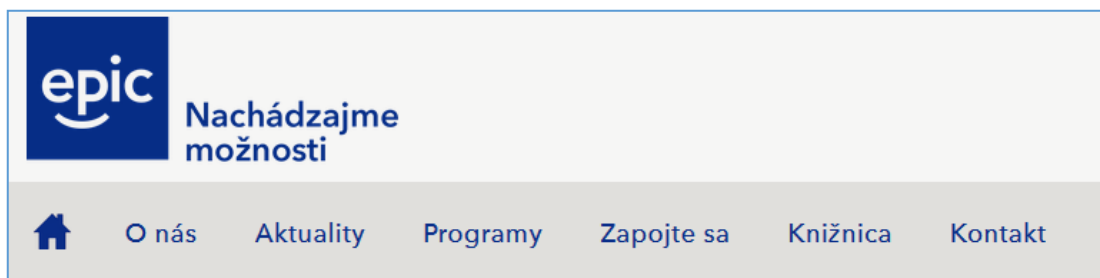 epic
Nachádzajme
možnosti
O nás Aktuality Programy Zapojte sa Knižnica Kontakt